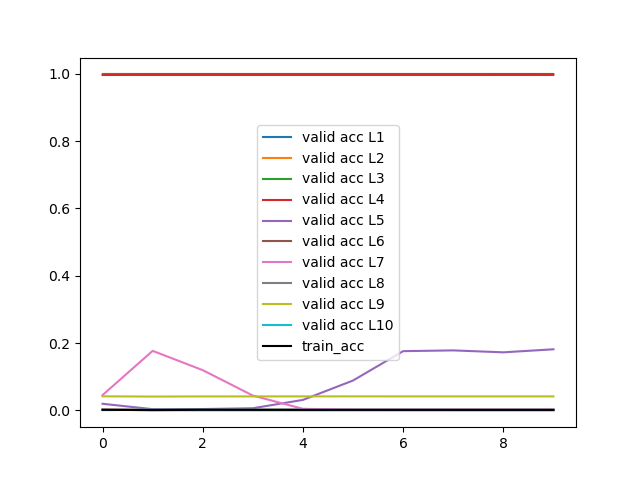 1.0
0.8
0.6
0.4
0.2
0.0
valid acc L1
valid acc L2
valid acc L3
valid acc L4
valid acc L5
valid acc L6
valid acc L7
valid acc L8
valid acc L9
valid acc L10
train_acc
0 2 4 6 8